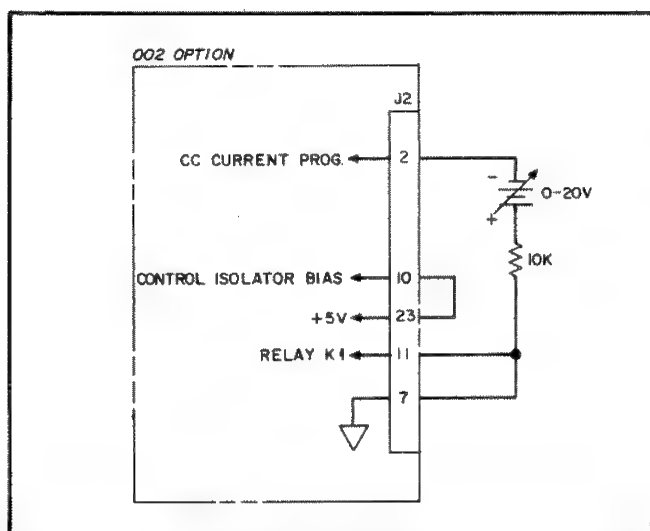 002 OPTION
J2
CC CURRENT PROG.
2
-
0-20V
+
10K
CONTROL ISOLATOR BIAS
10
+5V
23
RELAY K1
11
7